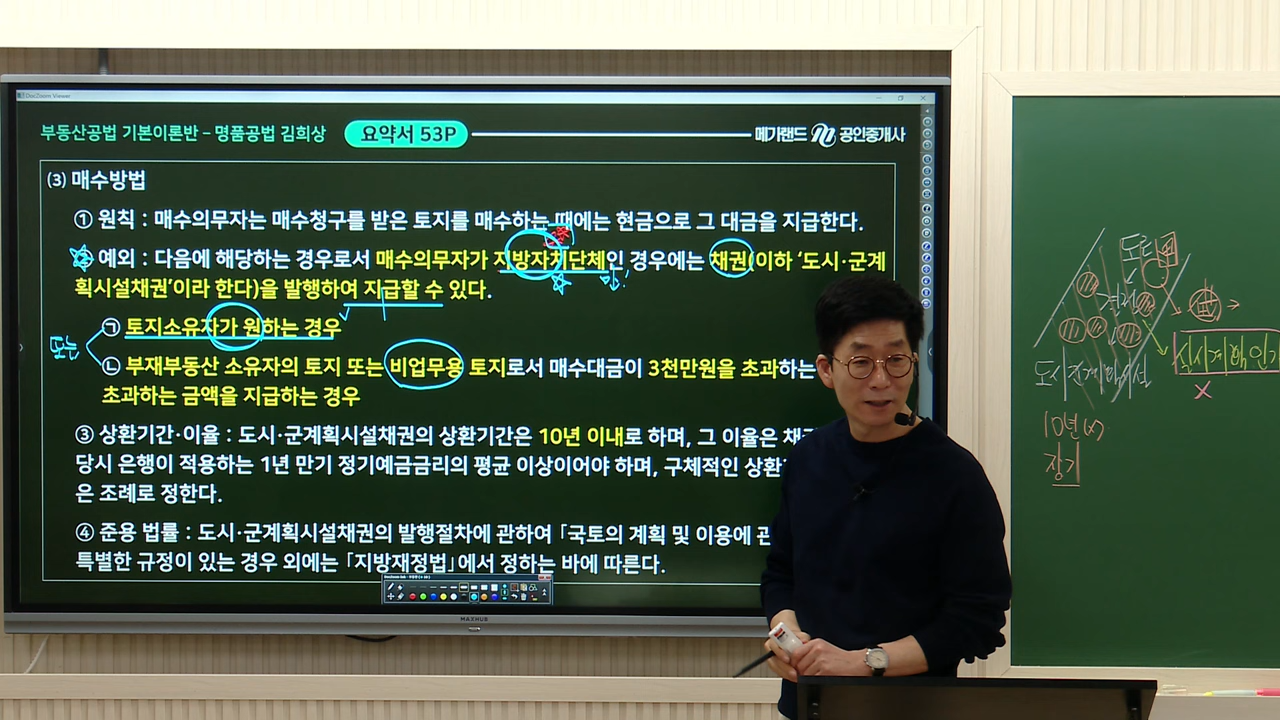 DocZoom Viewer
부동산공법 기본이론반 – 명품공법 김희상 요약서 53P 메가랜드 공인중개사
(3) 매수방법
① 원칙 : 매수의무자는 매수청구를 받은 토지를 매수하는 때에는 현금으로 그 대금을 지급한다.
② 예외 : 다음에 해당하는 경우로서 매수의무자가 지방자치단체인 경우에는 채권(이하 ‘도시·군계
획시설채권’이라 한다)을 발행하여 지급할 수 있다.
또는
㉠ 토지소유자가 원하는 경우
㉡ 부재부동산 소유자의 토지 또는 비업무용 토지로서 매수대금이 3천만원을 초과하는
초과하는 금액을 지급하는 경우
③ 상환기간·이율 : 도시·군계획시설채권의 상환기간은 10년 이내로 하며, 그 이율은 채
당시 은행이 적용하는 1년 만기 정기예금금리의 평균 이상이어야 하며, 구체적인 상환
은 조례로 정한다.
④ 준용 법률 : 도시·군계획시설채권의 발행절차에 관하여 「국토의 계획 및 이용에 관
특별한 규정이 있는 경우 외에는 「지방재정법」에서 정하는 바에 따른다.
MAXHUB
도로
결정
10년
장기